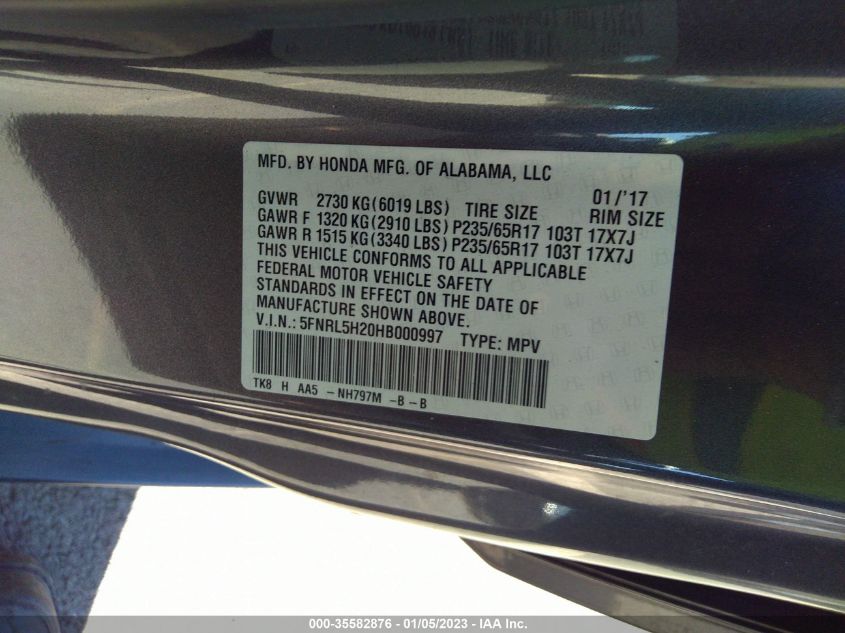 MFD. BY HONDA MFG. OF ALABAMA, LLC
GVWR 2730 KG(6019 LBS) TIRE SIZE 01/'17 RIM SIZE
GAWR F 1320 KG(2910 LBS) P235/65R17 103T 17X7J
GAWR R 1515 KG(3340 LBS) P235/65R17 103T 17X7J
THIS VEHICLE CONFORMS TO ALL APPLICABLE
FEDERAL MOTOR VEHICLE SAFETY
STANDARDS IN EFFECT ON THE DATE OF
MANUFACTURE SHOWN ABOVE.
V.I.N.: 5FNRL5H20HB000997 TYPE: MPV
TK8 H AA5 -NH797M -B-B
000-35582876 - 01/05/2023 - IAA Inc.